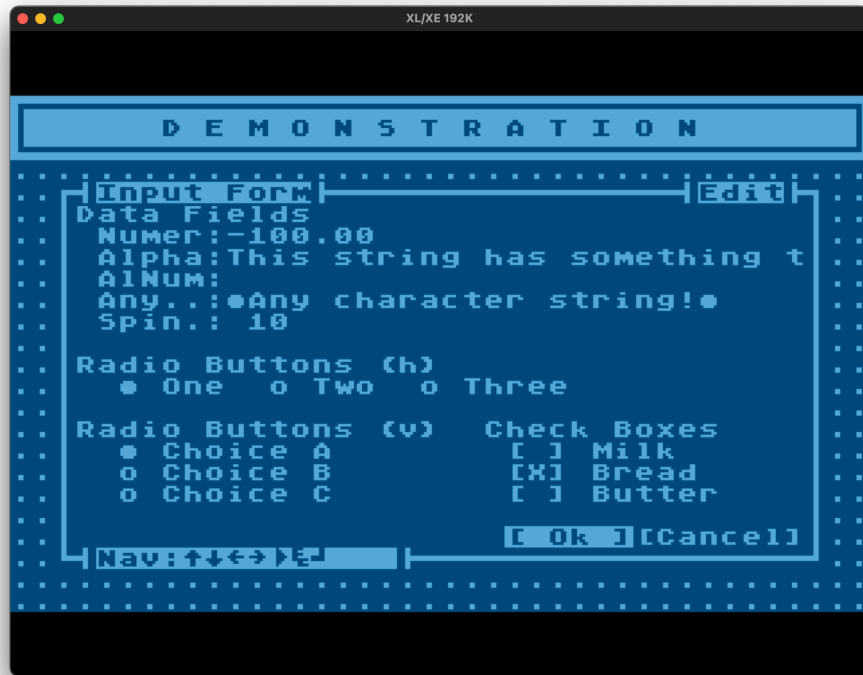 XL/XE 192K
D E M O N S T R A T I O N
Input Form Edit
Data Fields
Numer:-100.00
Alpha:This string has something t
AlNum:
Any..:●Any character string!●
Spin.: 10
Radio Buttons (h)
● One o Two o Three
Radio Buttons (v) Check Boxes
● Choice A [ ] Milk
o Choice B [X] Bread
o Choice C [ ] Butter
[ Ok ][Cancel]
Nav:↑↓←→